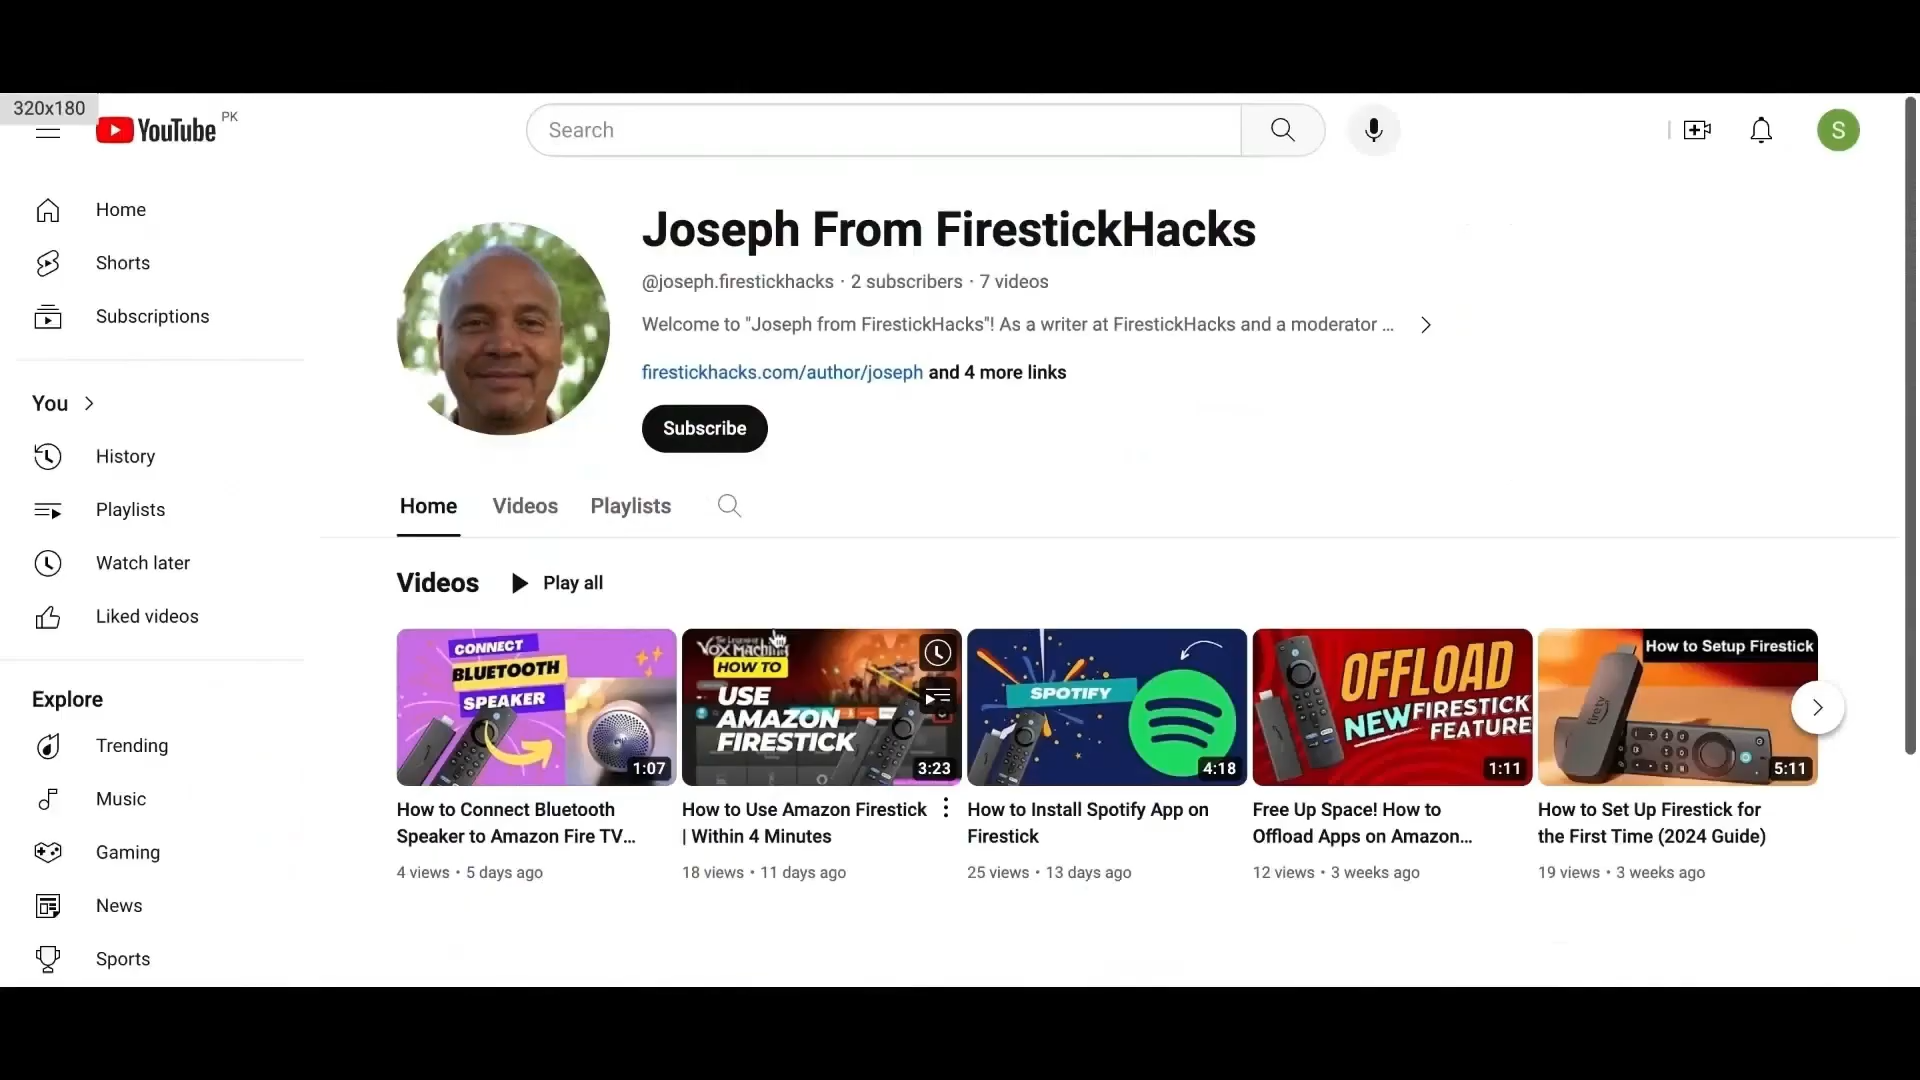 320x180
YouTube PK
Search
S
Home
Shorts
Subscriptions
You
History
Playlists
Watch later
Liked videos
Explore
Trending
Music
Gaming
News
Sports
Joseph From FirestickHacks
@joseph.firestickhacks · 2 subscribers · 7 videos
Welcome to "Joseph from FirestickHacks"! As a writer at FirestickHacks and a moderator ...
firestickhacks.com/author/joseph and 4 more links
Subscribe
Home Videos Playlists
Videos Play all
CONNECT
BLUETOOTH
SPEAKER
1:07
How to Connect Bluetooth
Speaker to Amazon Fire TV...
4 views • 5 days ago
VOX MACHINA
HOW TO
USE
AMAZON
FIRESTICK
3:23
How to Use Amazon Firestick
| Within 4 Minutes
18 views • 11 days ago
SPOTIFY
4:18
How to Install Spotify App on
Firestick
25 views • 13 days ago
OFFLOAD
NEW FIRESTICK
FEATURE
1:11
Free Up Space! How to
Offload Apps on Amazon...
12 views • 3 weeks ago
How to Setup Firestick
firetv
5:11
How to Set Up Firestick for
the First Time (2024 Guide)
19 views • 3 weeks ago